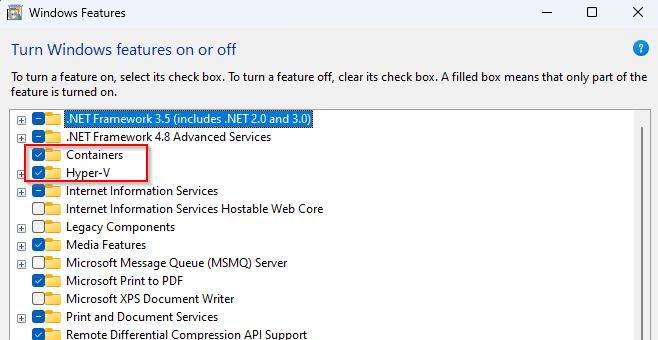 Windows Features
Turn Windows features on or off
To turn a feature on, select its check box. To turn a feature off, clear its check box. A filled box means that only part of the
feature is turned on.
.NET Framework 3.5 (includes .NET 2.0 and 3.0)
.NET Framework 4.8 Advanced Services
Containers
Hyper-V
Internet Information Services
Internet Information Services Hostable Web Core
Legacy Components
Media Features
Microsoft Message Queue (MSMQ) Server
Microsoft Print to PDF
Microsoft XPS Document Writer
Print and Document Services
Remote Differential Compression API Support